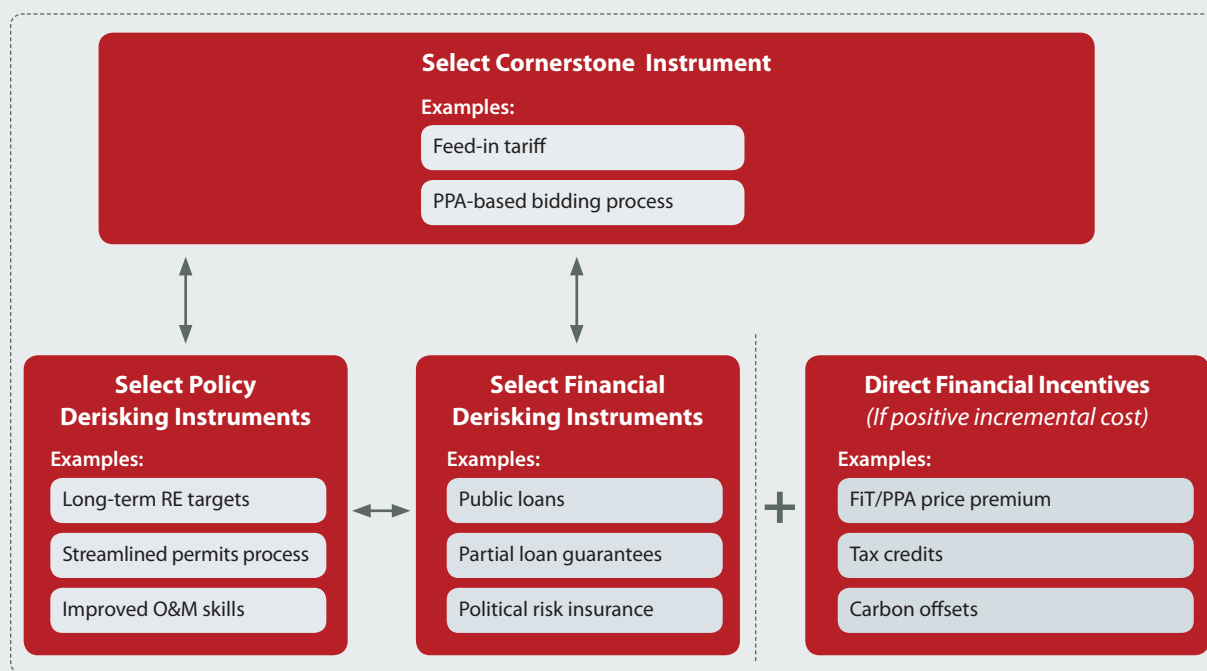 Select Cornerstone Instrument
Examples:
Feed-in tariff
PPA-based bidding process
Select Policy
Derisking Instruments
Examples:
Long-term RE targets
Streamlined permits process
Improved O&M skills
Select Financial
Derisking Instruments
Examples:
Public loans
Partial loan guarantees
Political risk insurance
+
Direct Financial Incentives
(If positive incremental cost)
Examples:
FiT/PPA price premium
Tax credits
Carbon offsets